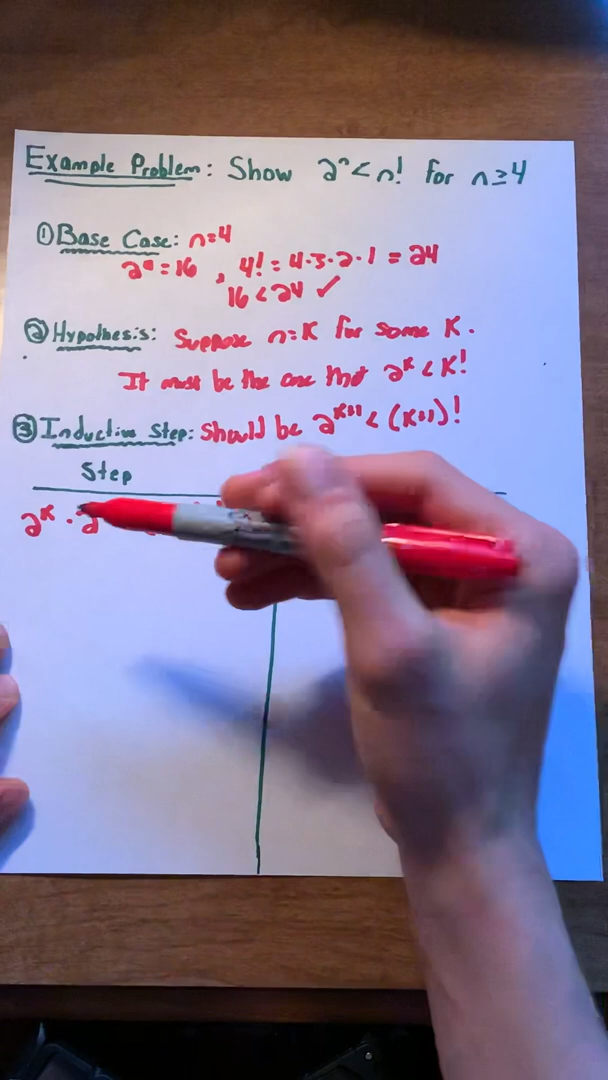 Example Problem: Show 2ⁿ < n! for n ≥ 4
① Base Case: n=4
2⁴ = 16 , 4! = 4·3·2·1 = 24
16 < 24 ✓
② Hypothesis: Suppose n=K for some K.
It must be the case that 2ᴷ < K!
③ Inductive Step: Should be 2ᴷ⁺¹ < (K+1)!
Step
2ᴷ · 2